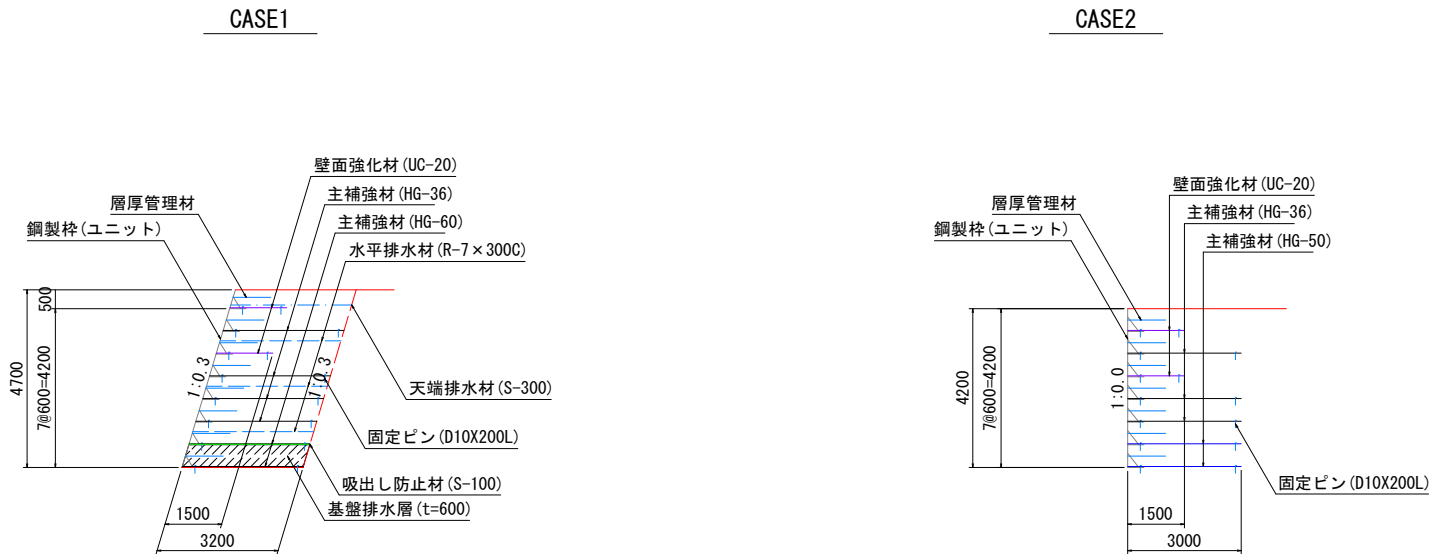 CASE1
壁面強化材(UC-20)
主補強材(HG-36)
層厚管理材
主補強材(HG-60)
鋼製枠(ユニット)
水平排水材(R-7×300C)
500
4700
7@600=4200
1:0.3
1:0.3
天端排水材(S-300)
固定ピン(D10X200L)
吸出し防止材(S-100)
基盤排水層(t=600)
1500
3200
CASE2
壁面強化材(UC-20)
層厚管理材
主補強材(HG-36)
鋼製枠(ユニット)
主補強材(HG-50)
4200
7@600=4200
1:0.0
固定ピン(D10X200L)
1500
3000